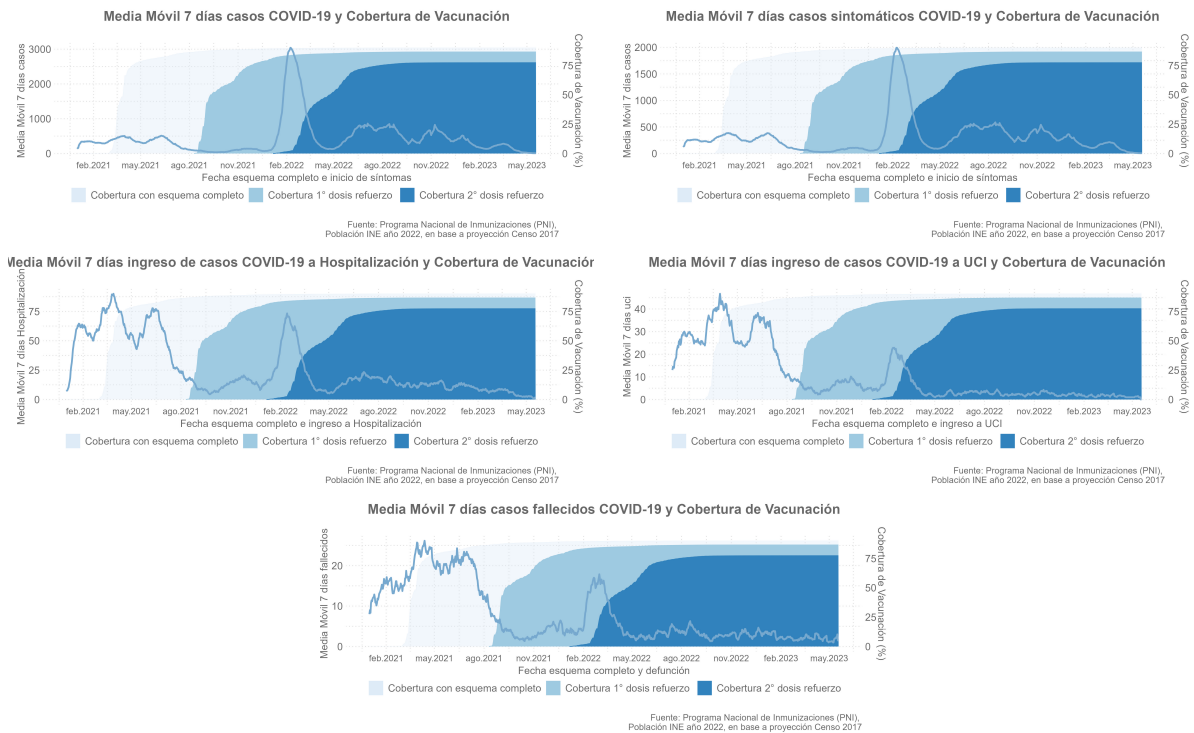 Media Móvil 7 días casos COVID-19 y Cobertura de Vacunación
Media Móvil 7 días casos
3000
2000
1000
0
Cobertura de Vacunación (%)
75
50
25
0
feb.2021 may.2021 ago.2021 nov.2021 feb.2022 may.2022 ago.2022 nov.2022 feb.2023 may.2023
Fecha esquema completo e inicio de síntomas
Cobertura con esquema completo Cobertura 1° dosis refuerzo Cobertura 2° dosis refuerzo
Fuente: Programa Nacional de Inmunizaciones (PNI),
Población INE año 2022, en base a proyección Censo 2017
Media Móvil 7 días casos sintomáticos COVID-19 y Cobertura de Vacunación
Media Móvil 7 días casos
2000
1500
1000
500
0
Cobertura de Vacunación (%)
75
50
25
0
feb.2021 may.2021 ago.2021 nov.2021 feb.2022 may.2022 ago.2022 nov.2022 feb.2023 may.2023
Fecha esquema completo e inicio de síntomas
Cobertura con esquema completo Cobertura 1° dosis refuerzo Cobertura 2° dosis refuerzo
Fuente: Programa Nacional de Inmunizaciones (PNI),
Población INE año 2022, en base a proyección Censo 2017
Media Móvil 7 días ingreso de casos COVID-19 a Hospitalización y Cobertura de Vacunación
Media Móvil 7 días Hospitalización
75
50
25
0
Cobertura de Vacunación (%)
75
50
25
0
feb.2021 may.2021 ago.2021 nov.2021 feb.2022 may.2022 ago.2022 nov.2022 feb.2023 may.2023
Fecha esquema completo e ingreso a Hospitalización
Cobertura con esquema completo Cobertura 1° dosis refuerzo Cobertura 2° dosis refuerzo
Fuente: Programa Nacional de Inmunizaciones (PNI),
Población INE año 2022, en base a proyección Censo 2017
Media Móvil 7 días ingreso de casos COVID-19 a UCI y Cobertura de Vacunación
Media Móvil 7 días uci
40
30
20
10
0
Cobertura de Vacunación (%)
75
50
25
0
feb.2021 may.2021 ago.2021 nov.2021 feb.2022 may.2022 ago.2022 nov.2022 feb.2023 may.2023
Fecha esquema completo e ingreso a UCI
Cobertura con esquema completo Cobertura 1° dosis refuerzo Cobertura 2° dosis refuerzo
Fuente: Programa Nacional de Inmunizaciones (PNI),
Población INE año 2022, en base a proyección Censo 2017
Media Móvil 7 días casos fallecidos COVID-19 y Cobertura de Vacunación
Media Móvil 7 días fallecidos
20
10
0
Cobertura de Vacunación (%)
75
50
25
0
feb.2021 may.2021 ago.2021 nov.2021 feb.2022 may.2022 ago.2022 nov.2022 feb.2023 may.2023
Fecha esquema completo y defunción
Cobertura con esquema completo Cobertura 1° dosis refuerzo Cobertura 2° dosis refuerzo
Fuente: Programa Nacional de Inmunizaciones (PNI),
Población INE año 2022, en base a proyección Censo 2017